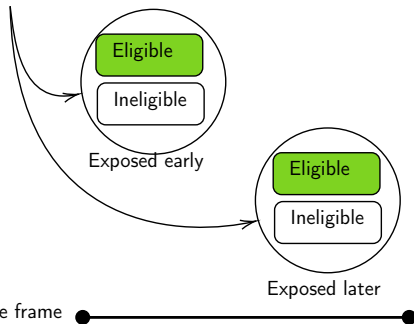 Eligible
Ineligible
Exposed early
Eligible
Ineligible
Exposed later
frame